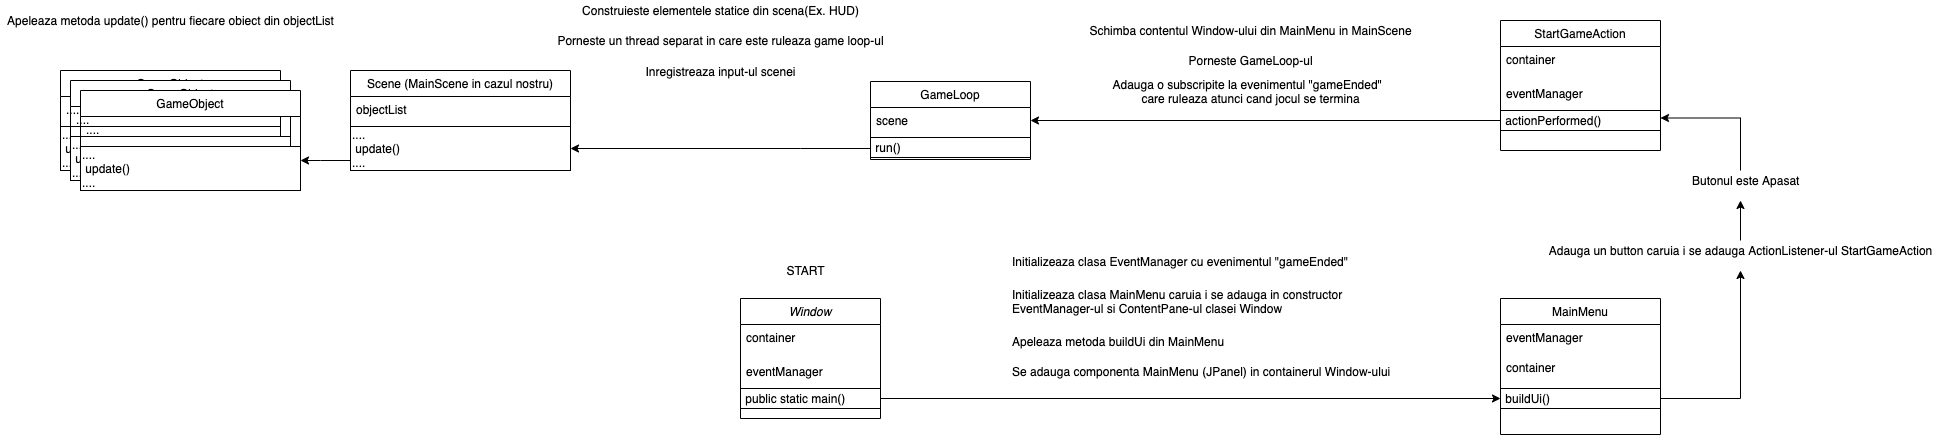 Apeleaza metoda update() pentru fiecare obiect din objectList
Construieste elementele statice din scena(Ex. HUD)
Porneste un thread separat in care este ruleaza game loop-ul
Inregistreaza input-ul scenei
Schimba contentul Window-ului din MainMenu in MainScene
Porneste GameLoop-ul
Adauga o subscripite la evenimentul "gameEnded"
care ruleaza atunci cand jocul se termina
StartGameAction
container
eventManager
actionPerformed()
GameLoop
scene
run()
Scene (MainScene in cazul nostru)
objectList
....
update()
....
GameObject
....
....
update()
....
Butonul este Apasat
Adauga un button caruia i se adauga ActionListener-ul StartGameAction
START
Window
container
eventManager
public static main()
Initializeaza clasa EventManager cu evenimentul "gameEnded"
Initializeaza clasa MainMenu caruia i se adauga in constructor
EventManager-ul si ContentPane-ul clasei Window
Apeleaza metoda buildUi din MainMenu
Se adauga componenta MainMenu (JPanel) in containerul Window-ului
MainMenu
eventManager
container
buildUi()